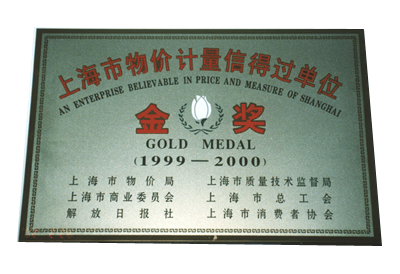 上海市物价计量信得过单位
AN ENTERPRISE BELIEVABLE IN PRICE AND MEASURE OF SHANGHAI
金奖
GOLD MEDAL
(1999—2000)
上海市物价局 上海市质量技术监督局
上海市商业委员会 上海市总工会
解放日报社 上海市消费者协会